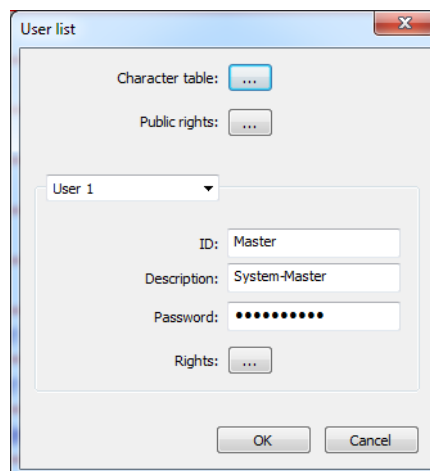 User list
Character table: ...
Public rights: ...
User 1
ID: Master
Description: System-Master
Password: ●●●●●●●●●●
Rights: ...
OK Cancel